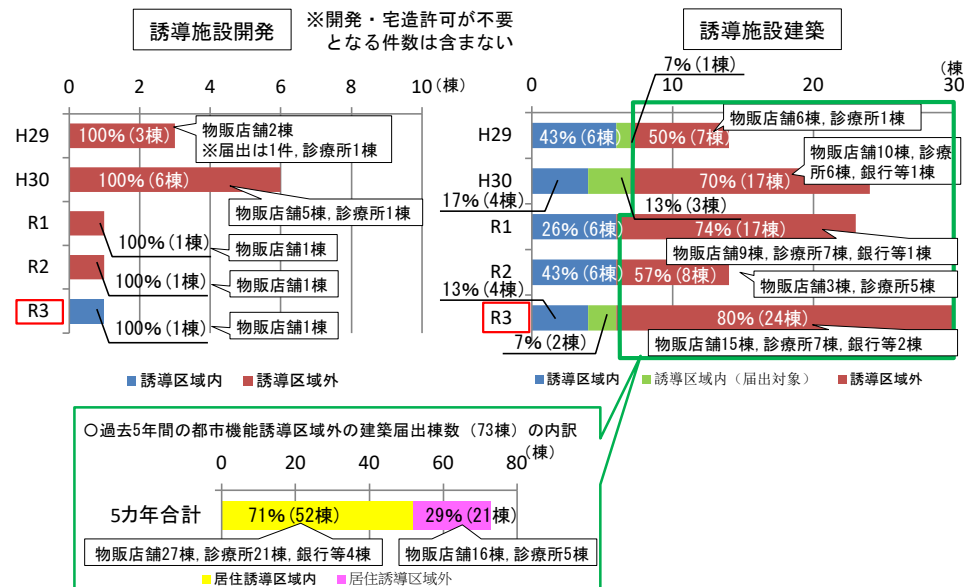 誘導施設開発
※開発・宅造許可が不要
となる件数は含まない
0 2 4 6 8 10
(棟)
H29
100%(3棟)
物販店舗2棟
※届出は1件, 診療所1棟
H30
100%(6棟)
物販店舗5棟, 診療所1棟
R1
100%(1棟)
物販店舗1棟
R2
100%(1棟)
物販店舗1棟
R3
100%(1棟)
物販店舗1棟
■誘導区域内 ■誘導区域外
誘導施設建築
7%(1棟)
(棟
0 10 20 30
H29
43%(6棟)
50%(7棟)
物販店舗6棟, 診療所1棟
H30
17%(4棟)
13%(3棟)
70%(17棟)
物販店舗10棟, 診療
所6棟, 銀行等1棟
R1
26%(6棟)
74%(17棟)
物販店舗9棟, 診療所7棟, 銀行等1棟
R2
43%(6棟)
57%(8棟)
物販店舗3棟, 診療所5棟
R3
13%(4棟)
7%(2棟)
80%(24棟)
物販店舗15棟, 診療所7棟, 銀行等2棟
■誘導区域内 ■誘導区域内（届出対象） ■誘導区域外
○過去5年間の都市機能誘導区域外の建築届出棟数（73棟）の内訳
(棟)
0 20 40 60 80
5カ年合計
71%(52棟)
29%(21棟)
物販店舗27棟, 診療所21棟, 銀行等4棟
物販店舗16棟, 診療所5棟
■居住誘導区域内 ■居住誘導区域外